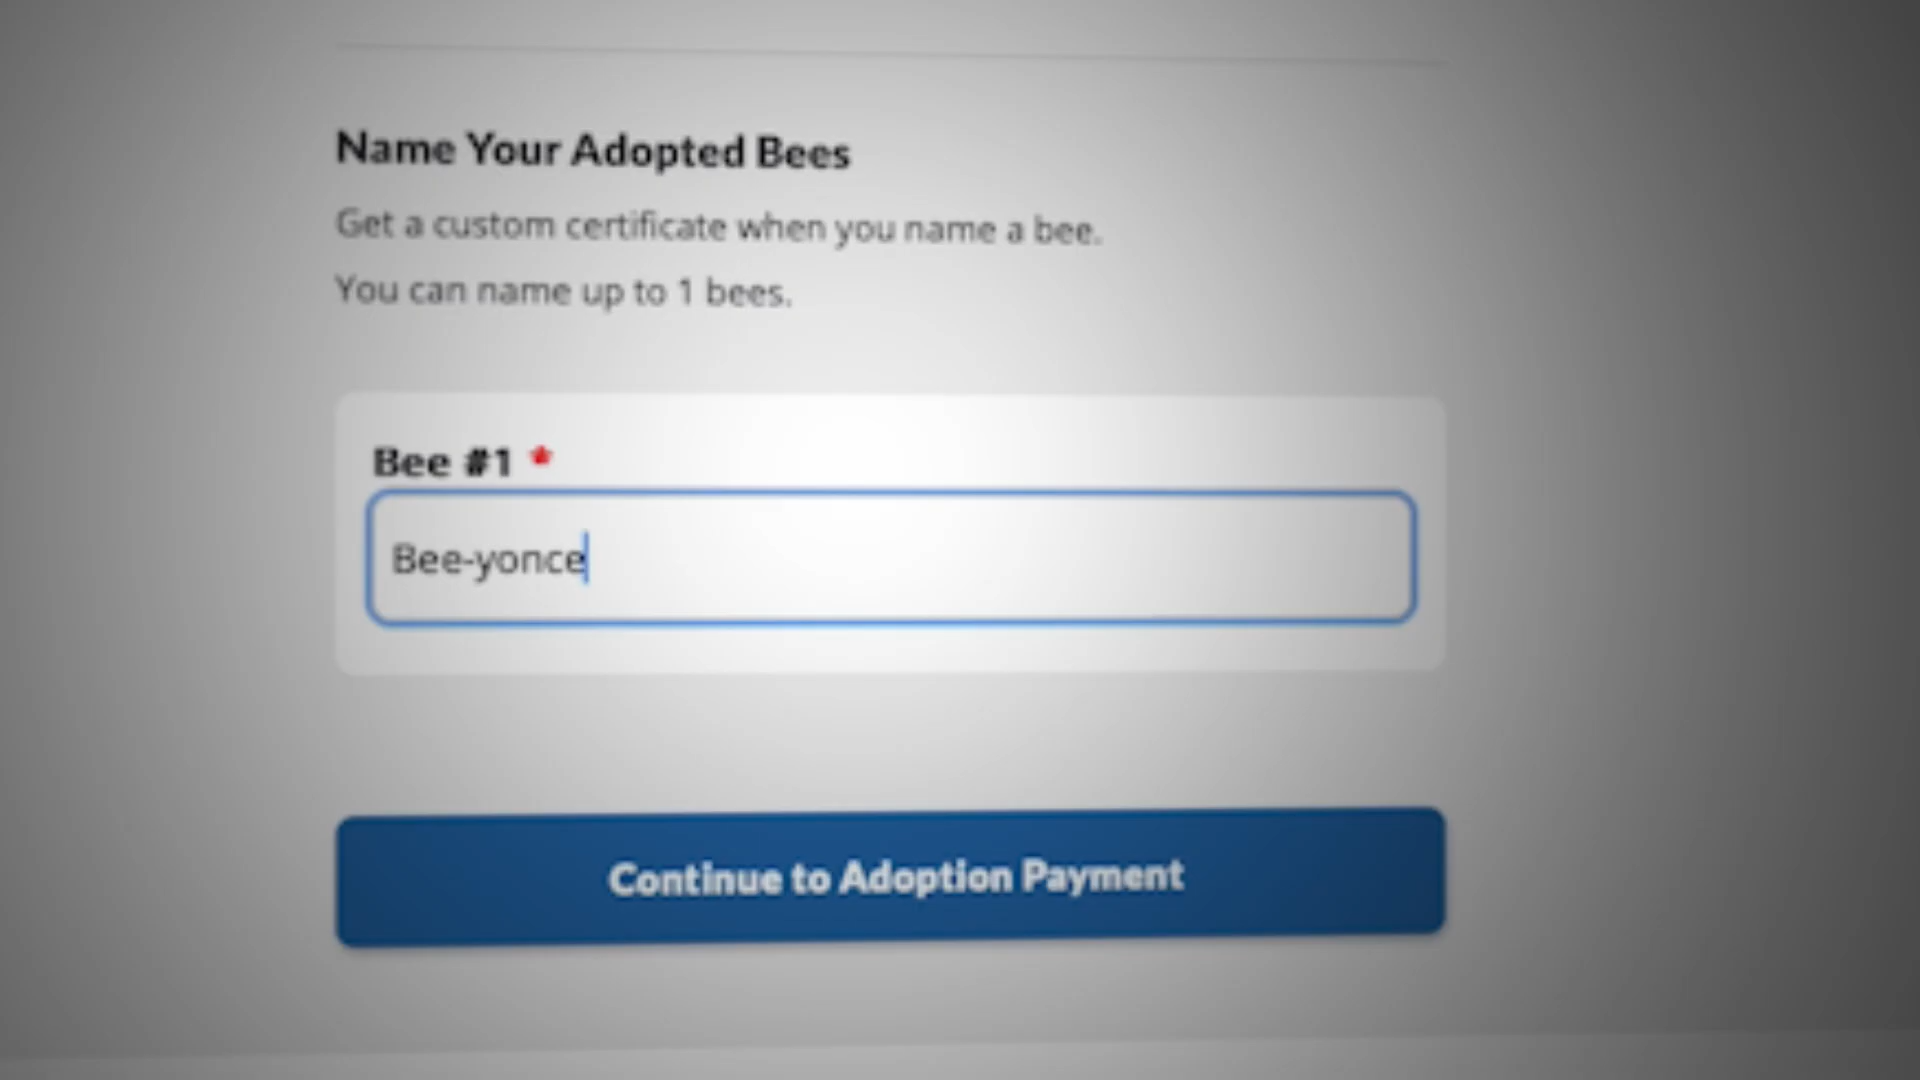 Name Your Adopted Bees
Get a custom certificate when you name a bee.
You can name up to 1 bees.
Bee #1 *
Bee-yonce
Continue to Adoption Payment